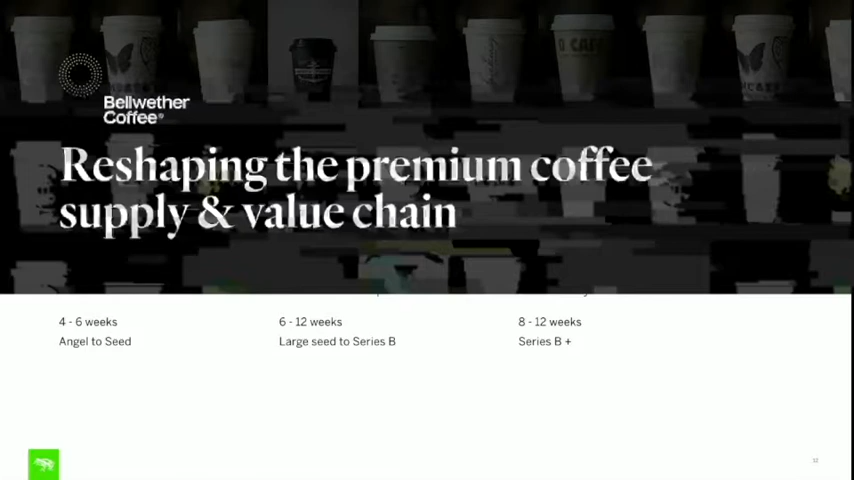 Bellwether
Coffee®
Reshaping the premium coffee
supply & value chain
4 - 6 weeks
6 - 12 weeks
8 - 12 weeks
Angel to Seed
Large seed to Series B
Series B +